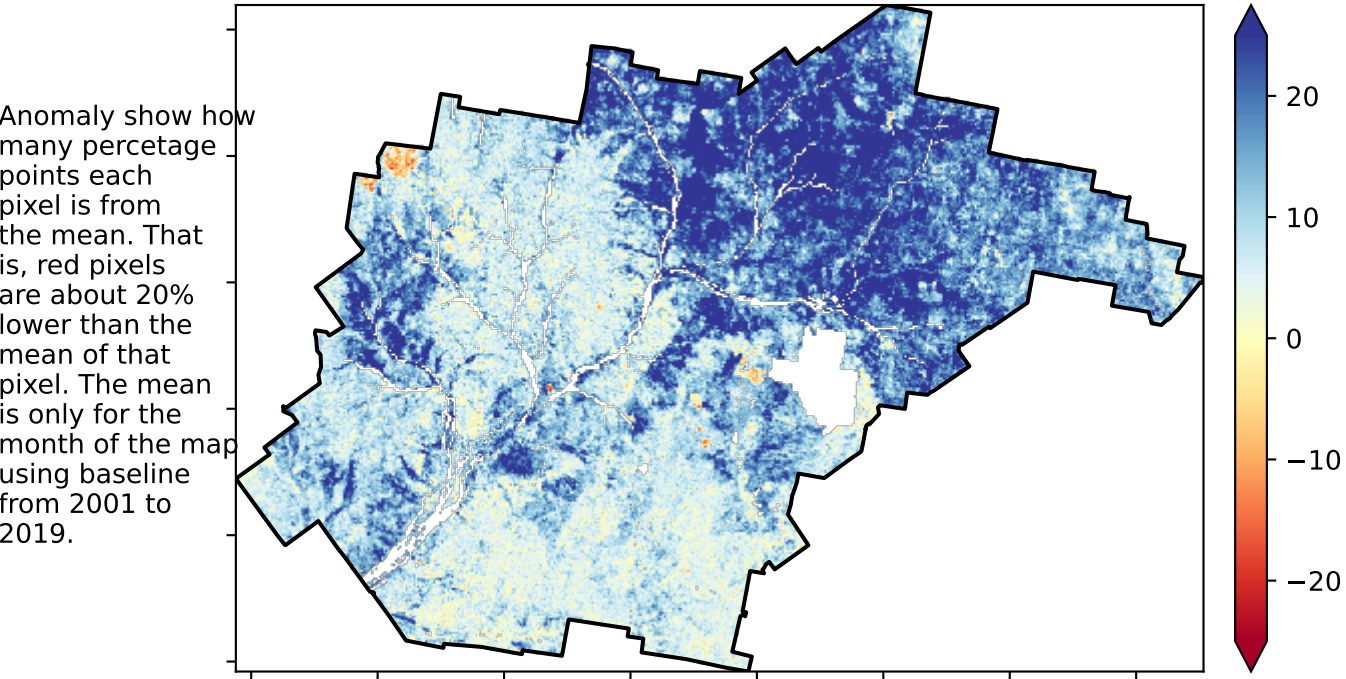 Anomaly show how
many percetage
points each
pixel is from
the mean. That
is, red pixels
are about 20%
lower than the
mean of that
pixel. The mean
is only for the
month of the map
using baseline
from 2001 to
2019.
20
10
0
−10
−20